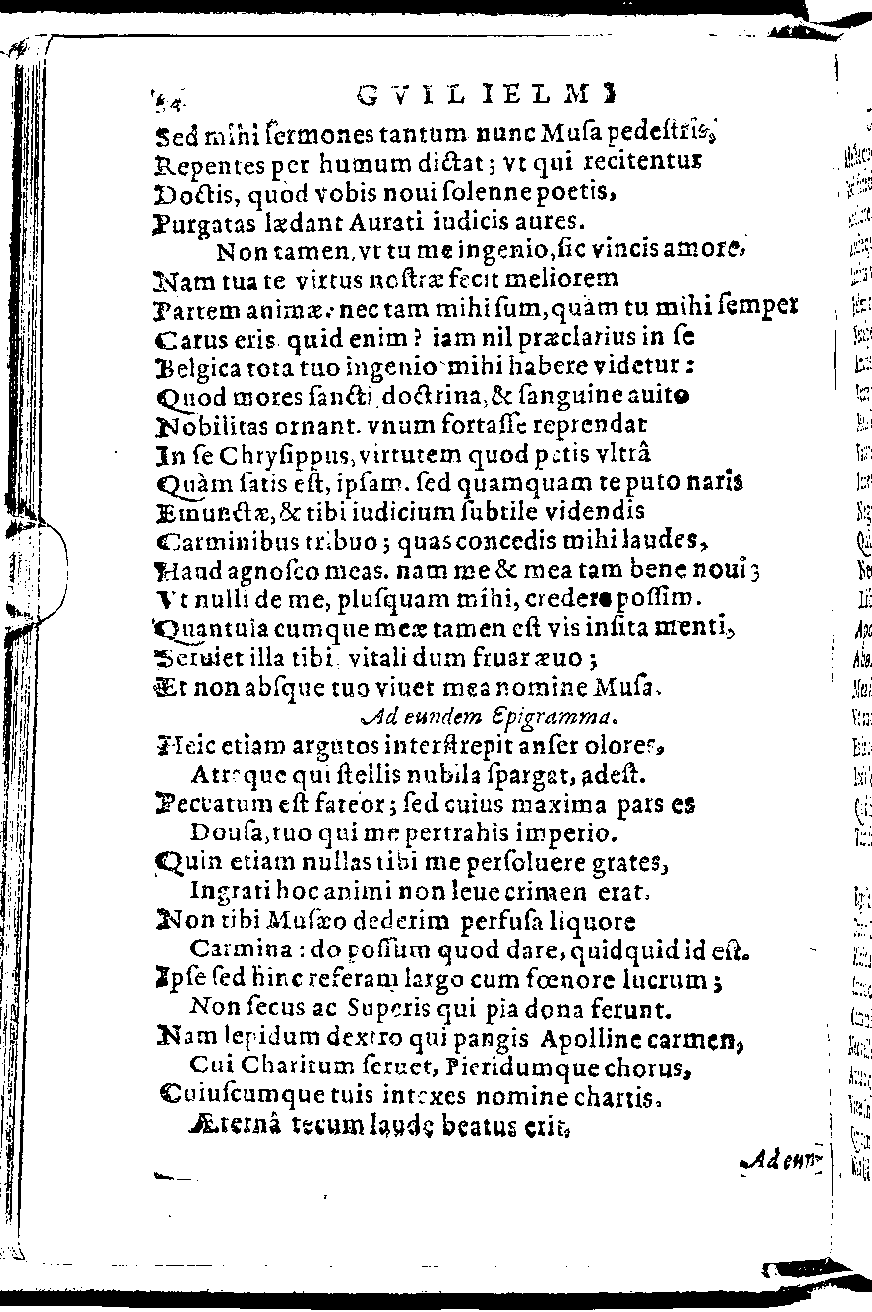 54 GVILIELMI
Sed mihi ſermones tantum nunc Muſa pedeſtris,
Repentes per humum dictat; vt qui recitentur
Doctis, quod vobis noui ſolenne poetis,
Purgatas lædant Aurati iudicis aures.
Non tamen, vt tu me ingenio, ſic vincis amore,
Nam tua te virtus noſtræ fecit meliorem
Partem animæ: nec tam mihi ſum, quàm tu mihi ſemper
Carus eris. quid enim? iam nil præclarius in ſe
Belgica tota tuo ingenio mihi habere videtur:
Quod mores ſancti, doctrina, & ſanguine auito
Nobilitas ornant. vnum fortaſſe reprendat
In ſe Chryſippus, virtutem quod petis vltrâ
Quàm ſatis eſt, ipſam. ſed quamquam te puto naris
Emunctæ, & tibi iudicium ſubtile videndis
Carminibus tribuo; quas concedis mihi laudes,
Haud agnoſco meas. nam me & mea tam bene noui;
Vt nulli de me, pluſquam mihi, credere poſſim.
Quantula cumque meæ tamen eſt vis inſita menti,
Seruiet illa tibi, vitali dum fruar æuo;
Et non abſque tuo viuet mea nomine Muſa.
Ad eundem Epigramma.
Heic etiam argutos interſtrepit anſer olores,
Atreque qui ſtellis nubila ſpargat, adeſt.
Peccatum eſt fateor; ſed cuius maxima pars es
Douſa, tuo qui me pertrahis imperio.
Quin etiam nullas tibi me perſoluere grates,
Ingrati hoc animi non leue crimen erat.
Non tibi Muſæo dederim perfuſa liquore
Carmina: do poſſum quod dare, quidquid id eſt.
Ipſe ſed hinc referam largo cum fœnore lucrum;
Non ſecus ac Superis qui pia dona ferunt.
Nam lepidum dextro qui pangis Apolline carmen,
Cui Charitum ſeruet, Pieridumque chorus,
Cuiuſcumque tuis intexes nomine chartis,
Æternâ tecum laude beatus erit.
Ad eun-